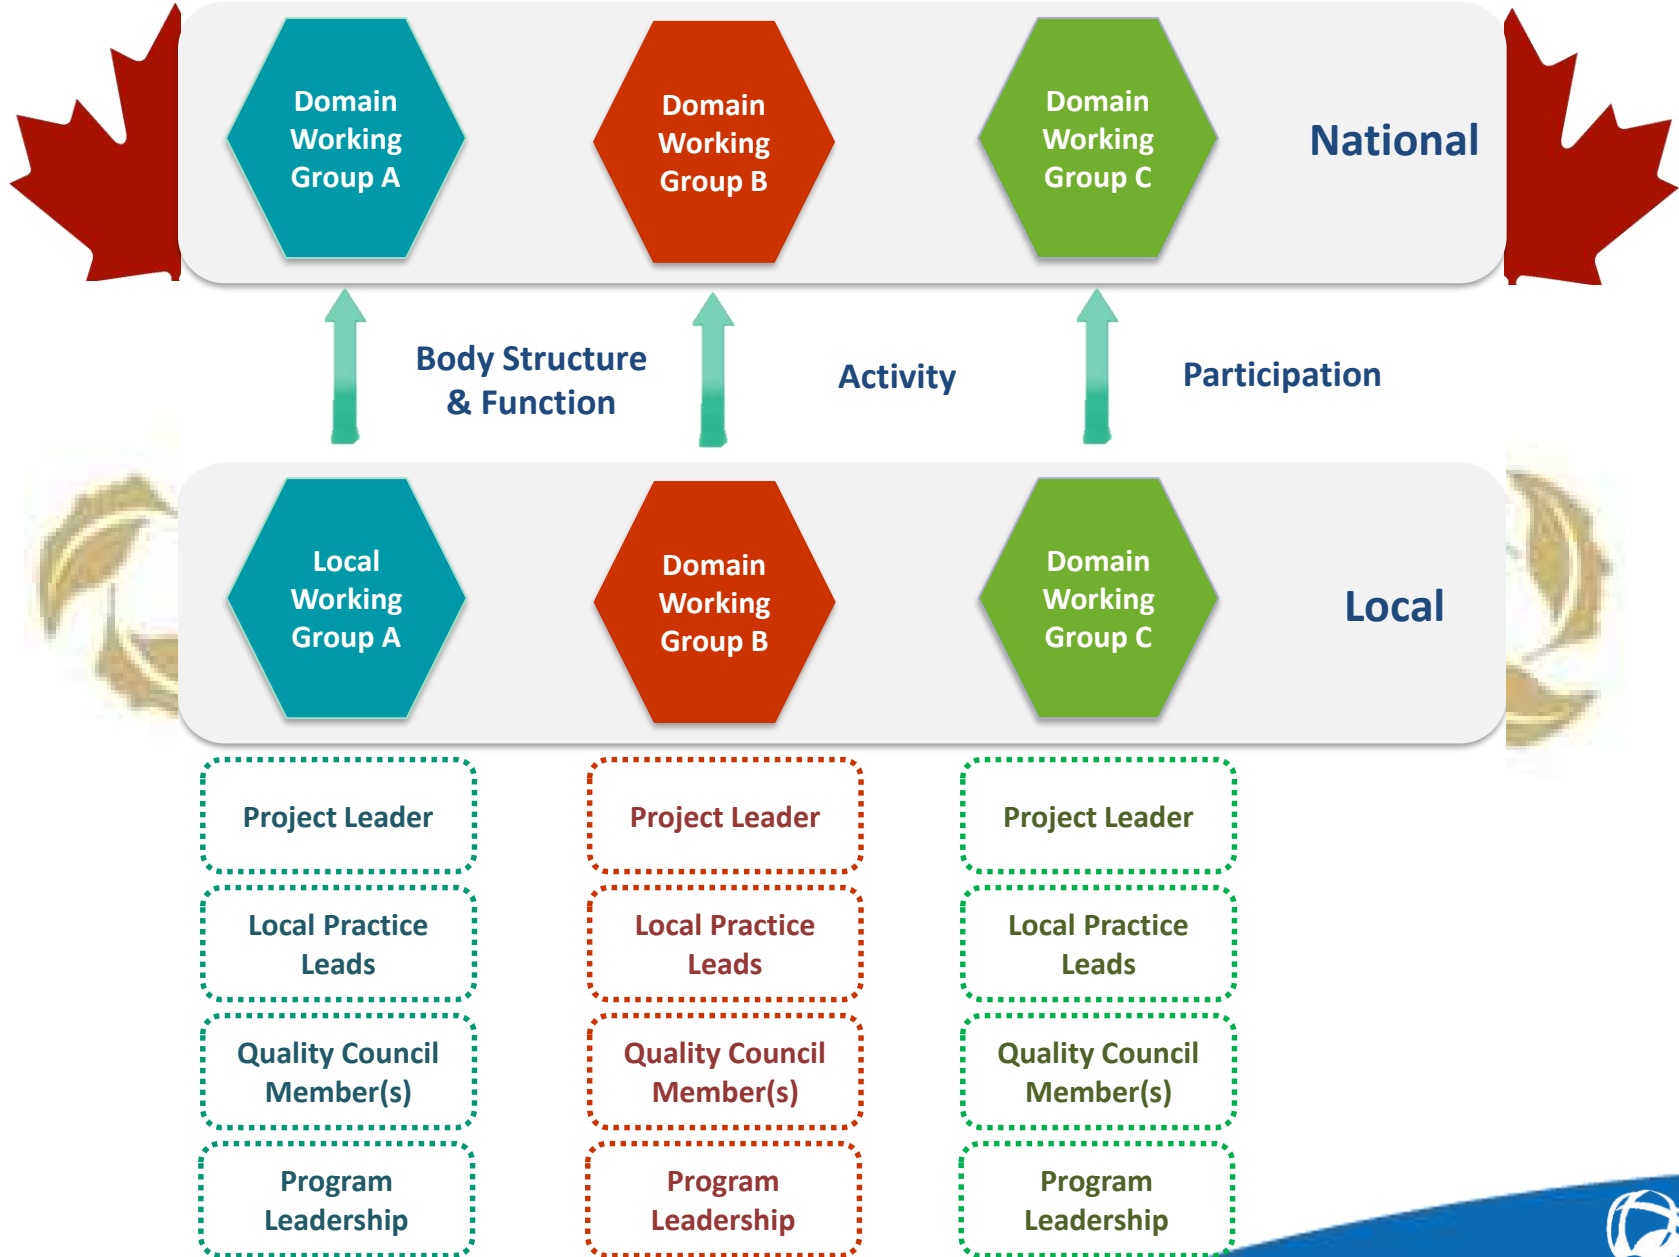 Domain
Working
Group A
Domain
Working
Group B
Domain
Working
Group C
National
Body Structure
& Function
Activity
Participation
Local
Working
Group A
Domain
Working
Group B
Domain
Working
Group C
Local
Project Leader
Project Leader
Project Leader
Local Practice
Leads
Local Practice
Leads
Local Practice
Leads
Quality Council
Member(s)
Quality Council
Member(s)
Quality Council
Member(s)
Program
Leadership
Program
Leadership
Program
Leadership